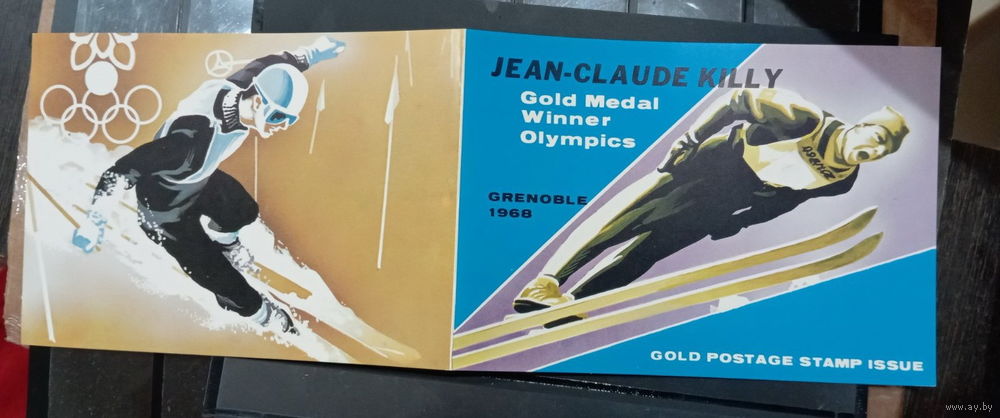 JEAN-CLAUDE KILLY
Gold Medal
Winner
Olympics
GRENOBLE
1968
GOLD POSTAGE STAMP ISSUE
www.ay.by